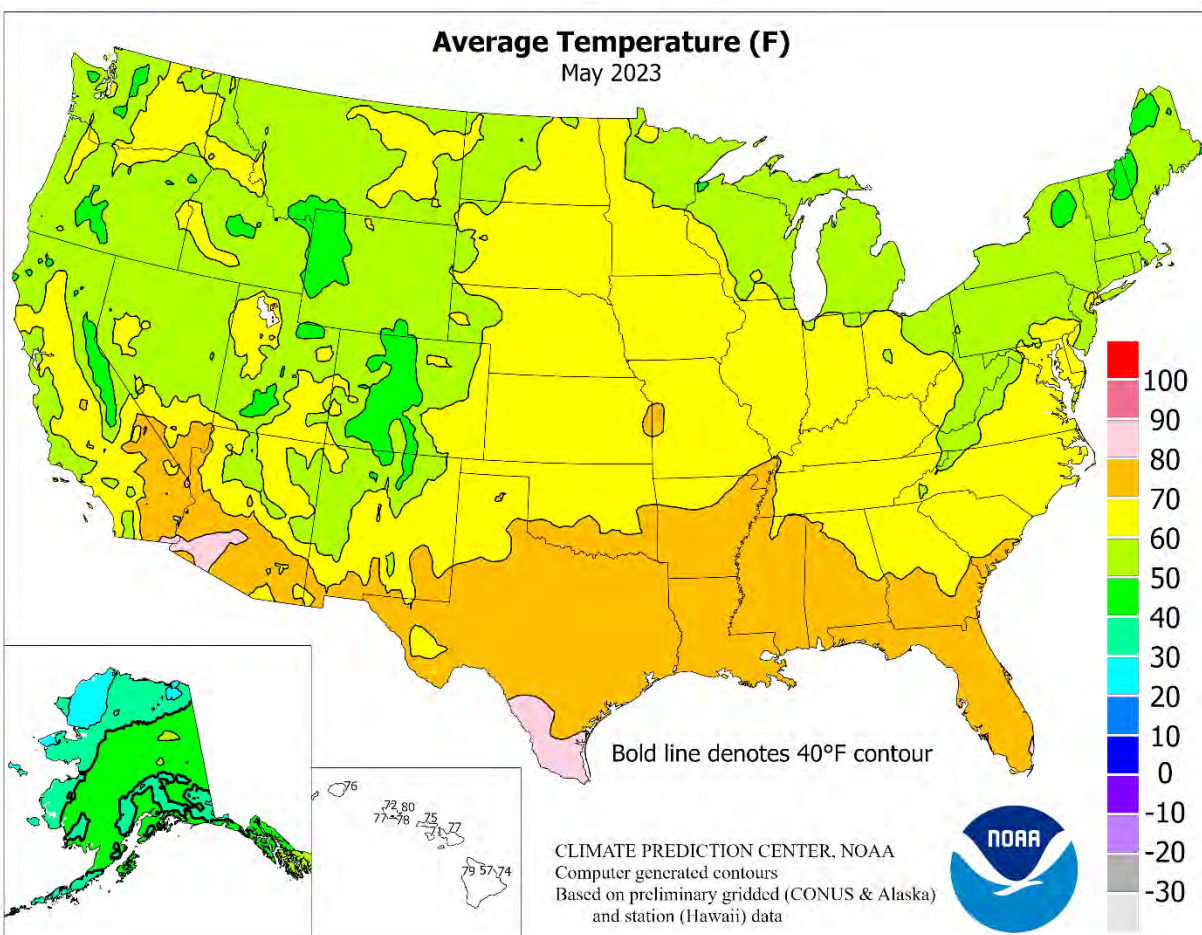 Average Temperature (F)
May 2023
100
90
80
70
60
50
40
30
20
10
0
-10
-20
-30
Bold line denotes 40°F contour
76
72 80
77 78
75
71 77
79 57 74
CLIMATE PREDICTION CENTER, NOAA
Computer generated contours
Based on preliminary gridded (CONUS & Alaska)
and station (Hawaii) data
NOAA